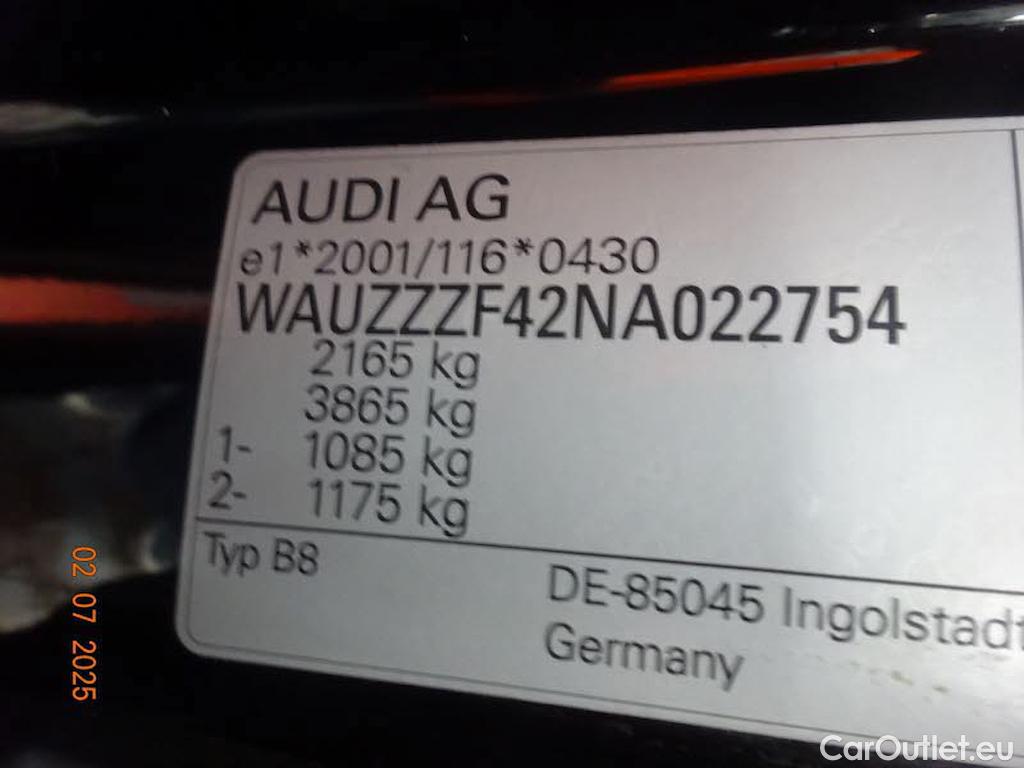 AUDI AG
e1*2001/116*0430
WAUZZZF42NA022754
2165 kg
3865 kg
1- 1085 kg
2- 1175 kg
Typ B8
DE-85045 Ingolstadt
Germany
02 07 2025
CarOutlet.eu